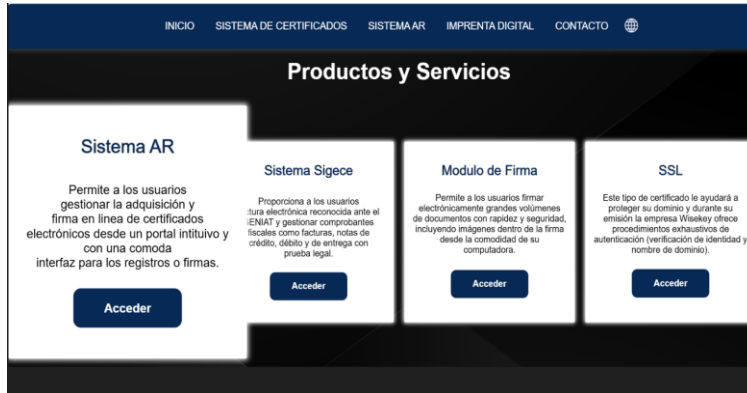 INICIO SISTEMA DE CERTIFICADOS SISTEMA AR IMPRENTA DIGITAL CONTACTO
Productos y Servicios
Sistema AR
Permite a los usuarios
gestionar la adquisición y
firma en linea de certificados
electrónicos desde un portal intituivo y
con una comoda
interfaz para los registros o firmas.
Acceder
Sistema Sigece
Proporciona a los usuarios
electrónica reconocida ante el
y gestionar comprobantes
fiscales como facturas, notas de
crédito, débito y de entrega con
prueba legal.
Acceder
Modulo de Firma
Permite a los usuarios firmar
electrónicamente grandes volúmenes
de documentos con rapidez y seguridad,
incluyendo imágenes dentro de la firma
desde la comodidad de su
computadora.
Acceder
SSL
Este tipo de certificado le ayudará a
proteger su dominio y durante su
emisión la empresa Wisekey ofrece
procedimientos exhaustivos de
autenticación (verificación de identidad y
nombre de dominio).
Acceder